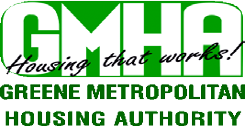 GMHA
Housing that works!
GREENE METROPOLITAN
HOUSING AUTHORITY